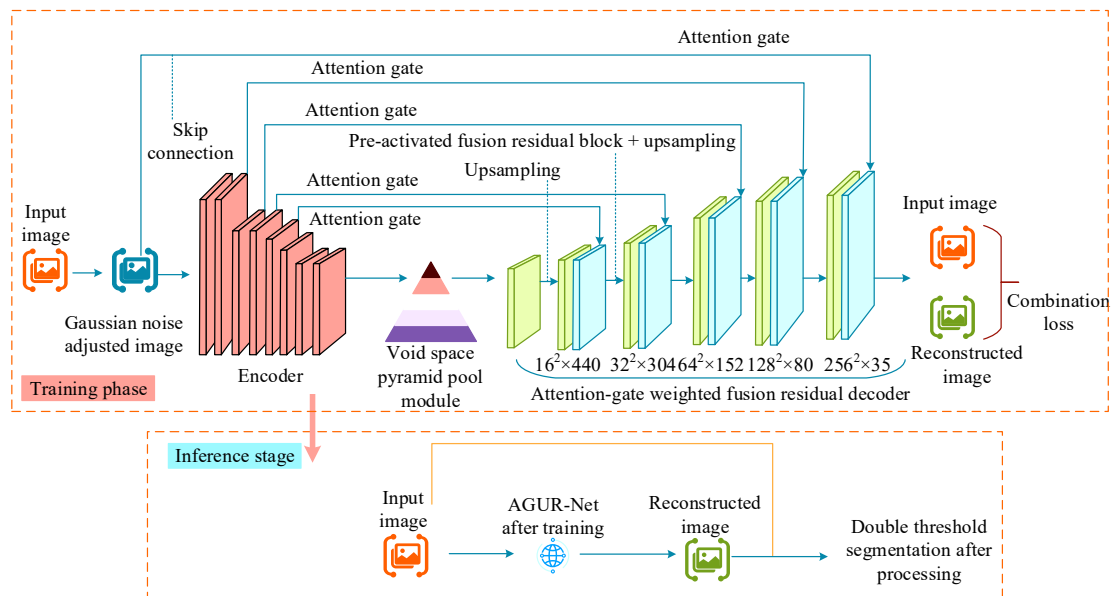 Attention gate
Attention gate
Attention gate
Skip
connection
Pre-activated fusion residual block + upsampling
Upsampling
Attention gate
Attention gate
Input
image
Input image
Combination
loss
Gaussian noise
adjusted image
Encoder
Void space
pyramid pool
module
16²×440 32²×304 64²×152 128²×80 256²×35
Reconstructed
image
Attention-gate weighted fusion residual decoder
Training phase
Inference stage
Input
image
AGUR-Net
after training
Reconstructed
image
Double threshold
segmentation after
processing